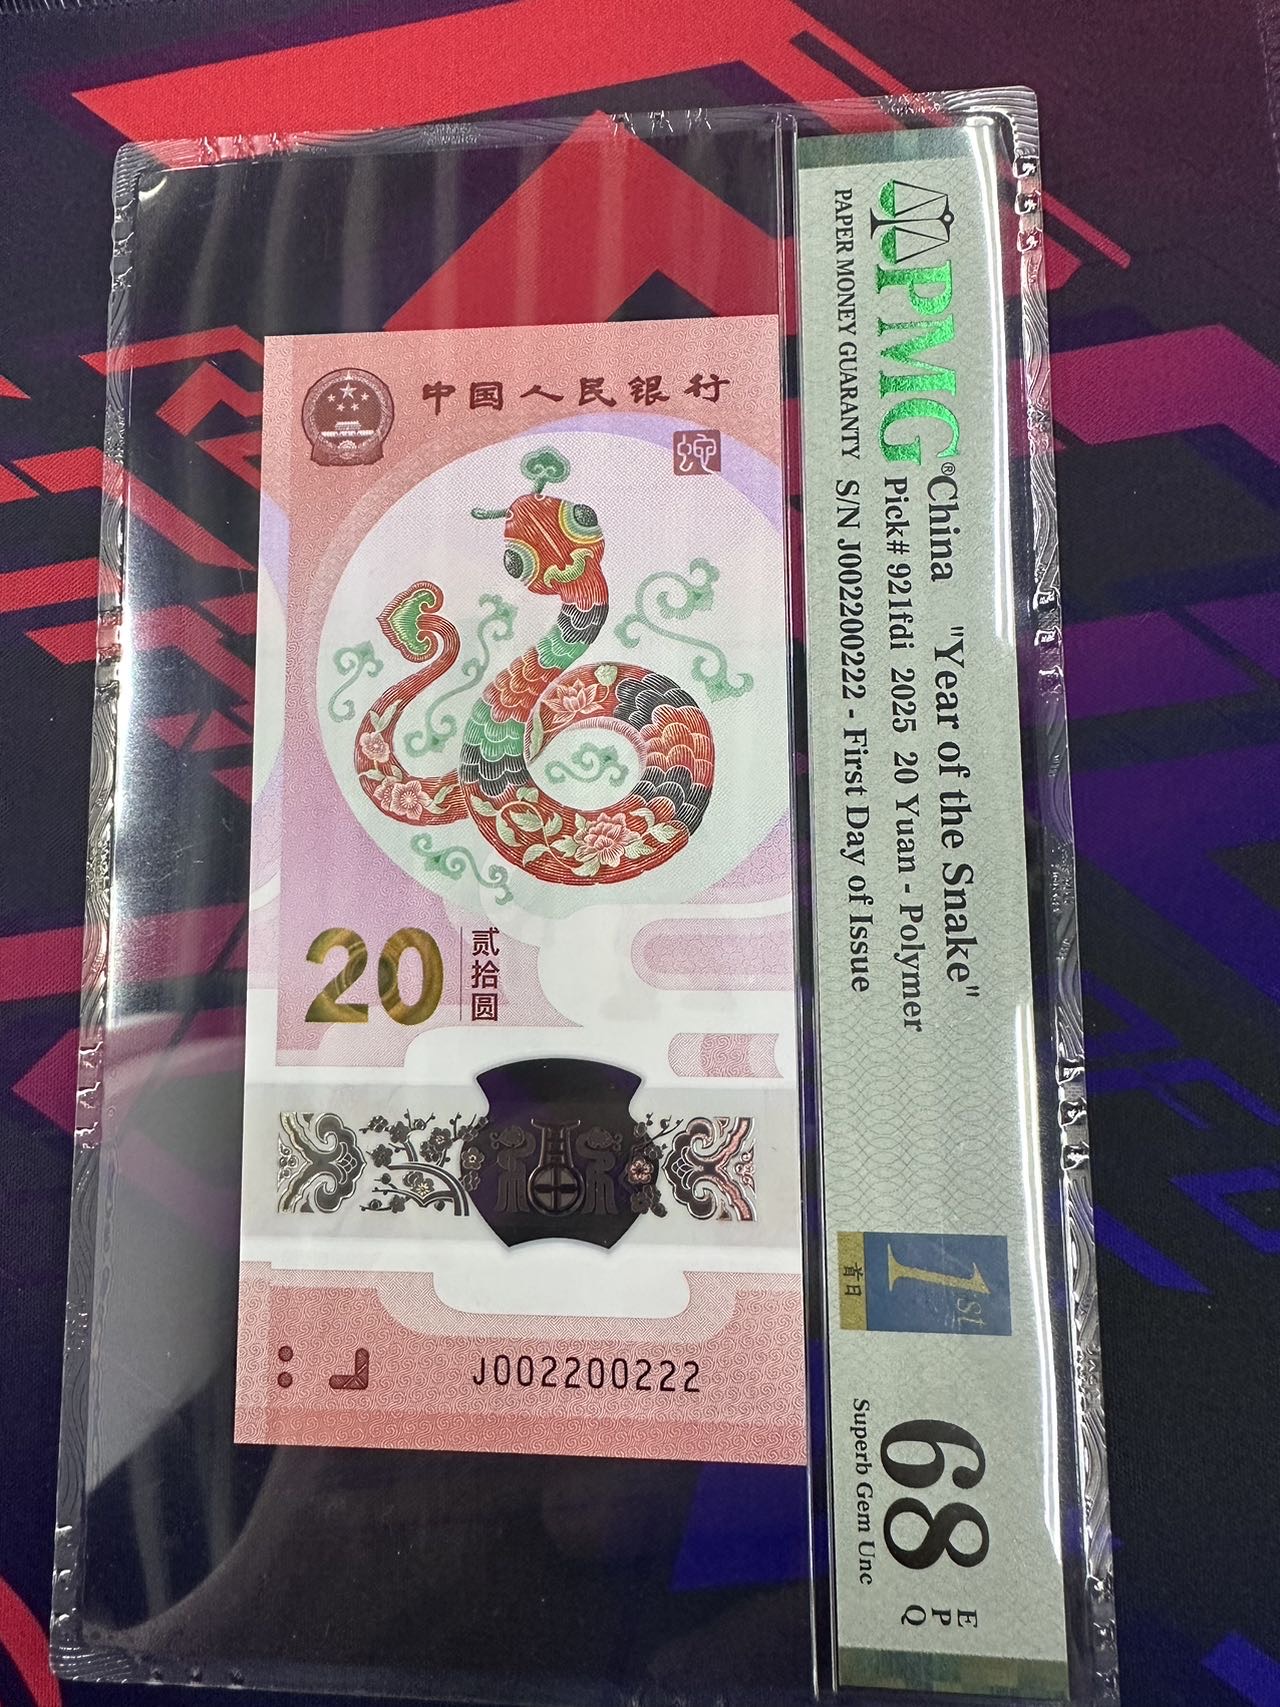 中国人民银行
蛇
20
贰拾圆
J002200222
PMG®
PAPER MONEY GUARANTY
China "Year of the Snake"
Pick# 921fdi 2025 20 Yuan - Polymer
S/N J002200222 - First Day of Issue
1st
首日
68
EPQ
Superb Gem Unc